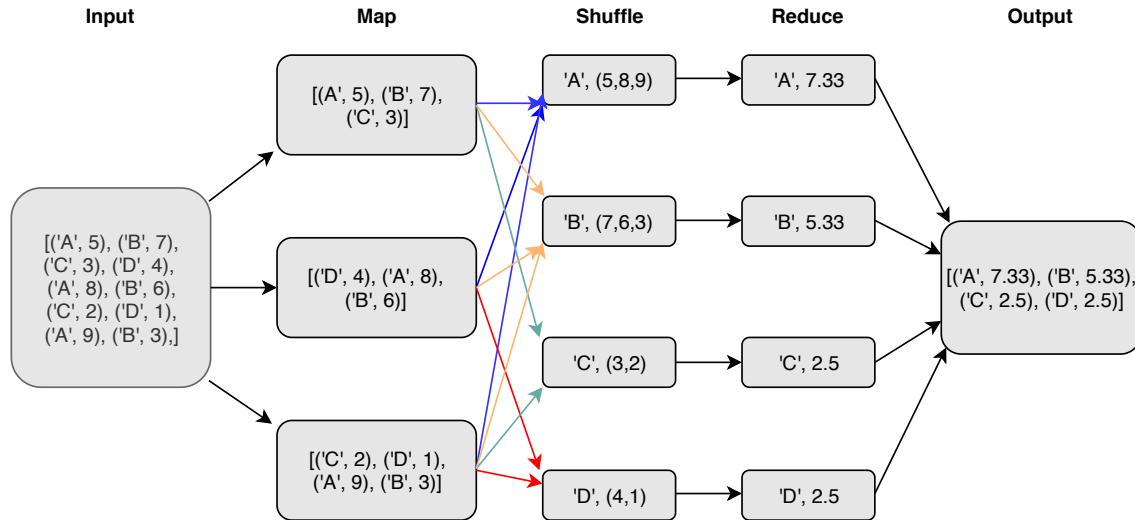 Input
Map
Shuffle
Reduce
Output
[('A', 5), ('B', 7),
('C', 3), ('D', 4),
('A', 8), ('B', 6),
('C', 2), ('D', 1),
('A', 9), ('B', 3),]
[(A', 5), ('B', 7),
('C', 3)]
[('D', 4), ('A', 8),
('B', 6)]
[('C', 2), ('D', 1),
('A', 9), ('B', 3)]
'A', (5,8,9)
'B', (7,6,3)
'C', (3,2)
'D', (4,1)
'A', 7.33
'B', 5.33
'C', 2.5
'D', 2.5
[('A', 7.33), ('B', 5.33),
('C', 2.5), ('D', 2.5)]